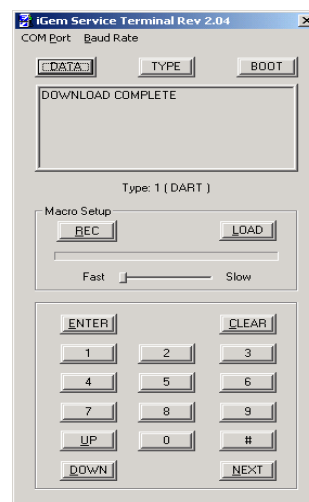 iGem Service Terminal Rev 2.04
COM Port Baud Rate
DATA TYPE BOOT
DOWNLOAD COMPLETE
Type: 1 ( DART )
Macro Setup
REC LOAD
Fast Slow
ENTER CLEAR
1 2 3
4 5 6
7 8 9
UP 0 #
DOWN NEXT